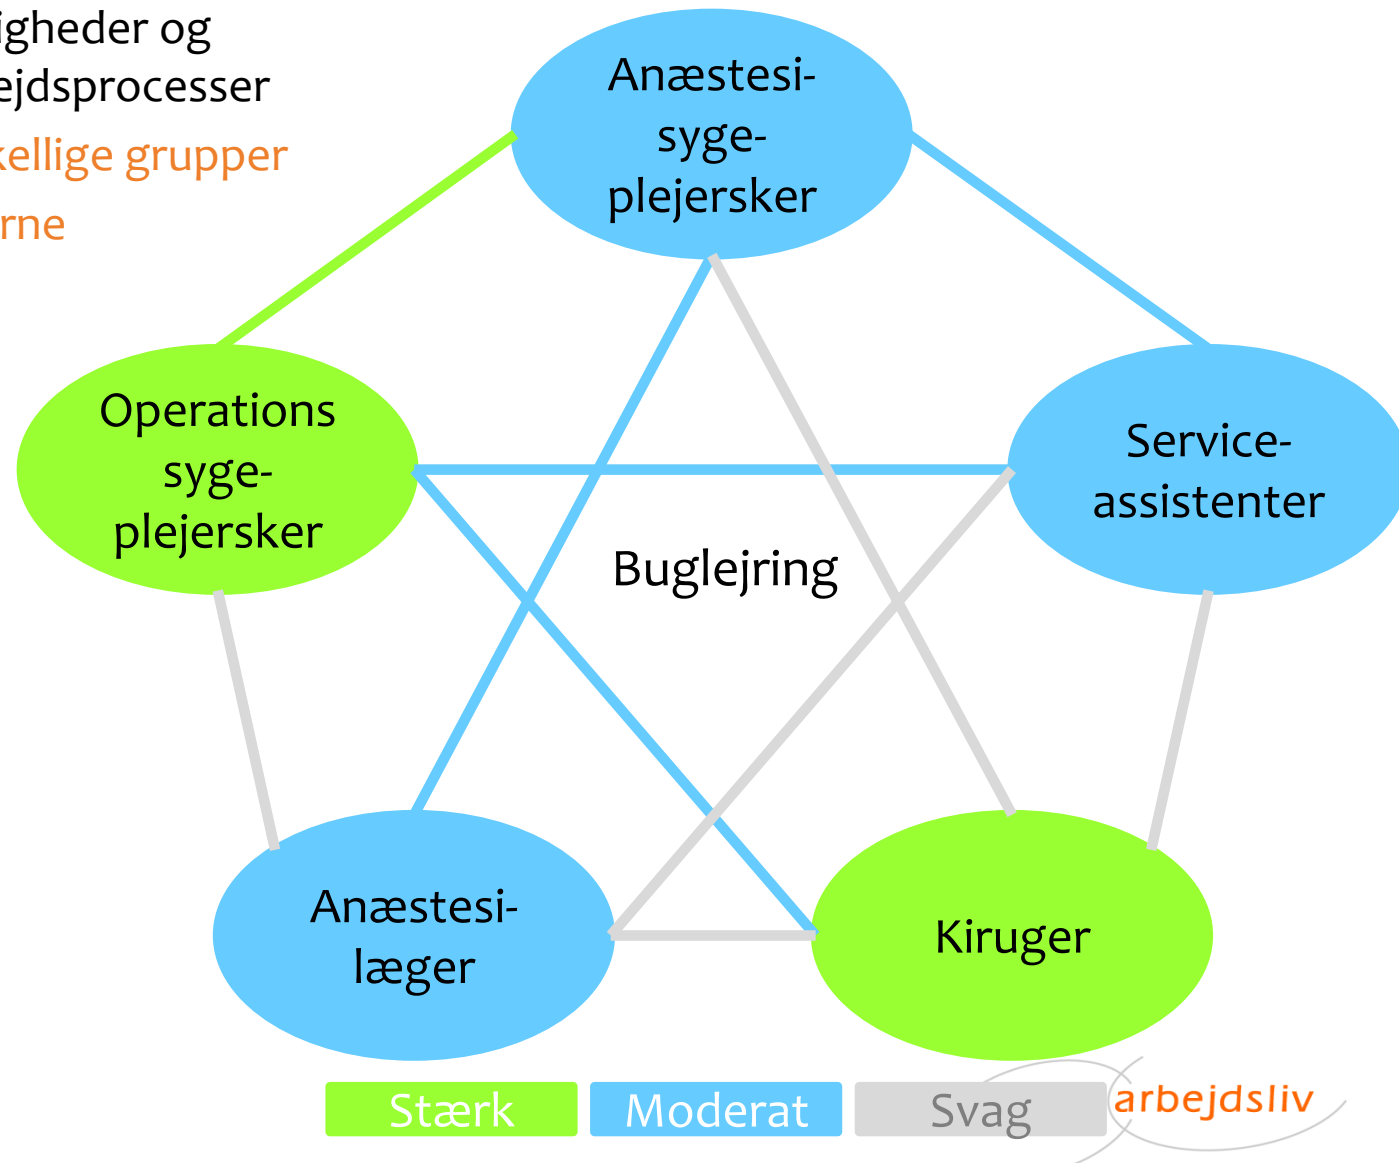 igheder og
ejdsprocesser
kellige grupper
rne
Anæstesi-
syge-
plejersker
Operations
syge-
plejersker
Service-
assistenter
Buglejring
Anæstesi-
læger
Kiruger
Stærk
Moderat
Svag
arbejdsliv